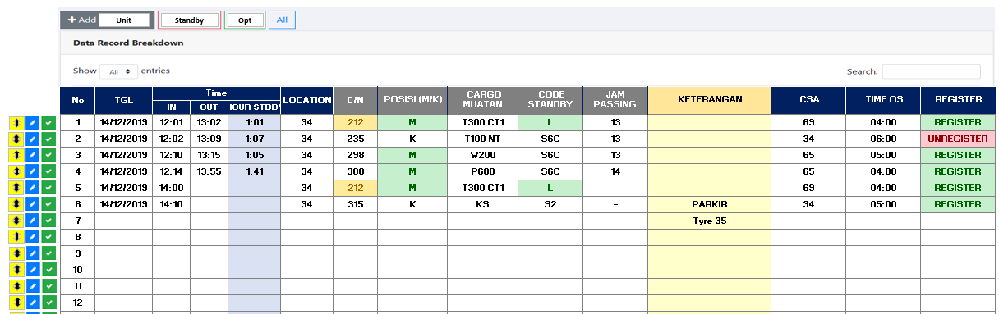 + Add Unit Standby Opt All
Data Record Breakdown
Show All entries Search:
No TGL Time LOCATION C/N POSISI (M/K) CARGO MUATAN CODE STANDBY JAM PASSING KETERANGAN CSA TIME OS REGISTER
IN OUT HOUR STDBY
1 14/12/2019 12:01 13:02 1:01 34 212 M T300 CT1 L 13 69 04:00 REGISTER
2 14/12/2019 12:02 13:09 1:07 34 235 K T100 NT S6C 13 34 06:00 UNREGISTER
3 14/12/2019 12:10 13:15 1:05 34 298 M W200 S6C 13 65 05:00 REGISTER
4 14/12/2019 12:14 13:55 1:41 34 300 M P600 S6C 14 65 04:00 REGISTER
5 14/12/2019 14:00 34 212 M T300 CT1 L 69 04:00 REGISTER
6 14/12/2019 14:10 34 315 K KS S2 - PARKIR 34 05:00 REGISTER
7 Tyre 35
8
9
10
11
12